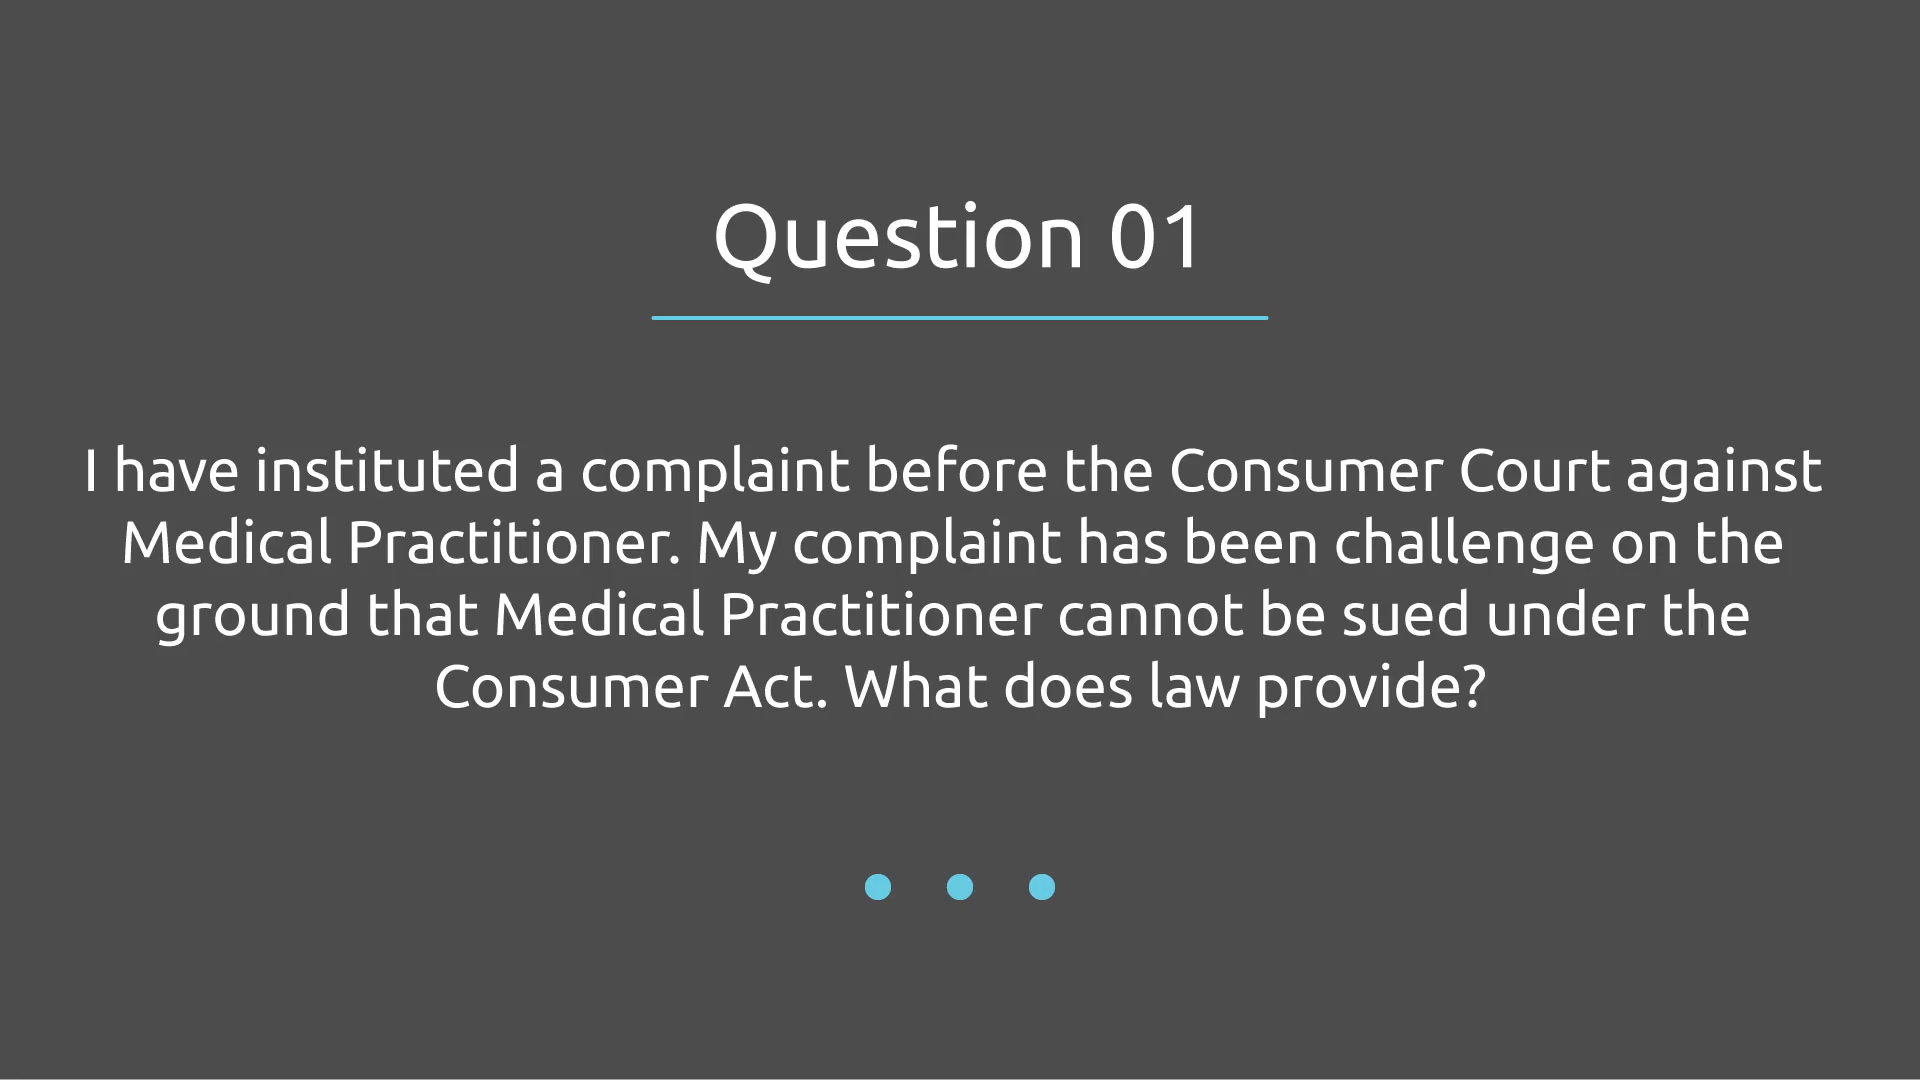 Question 01
I have instituted a complaint before the Consumer Court against
Medical Practitioner. My complaint has been challenge on the
ground that Medical Practitioner cannot be sued under the
Consumer Act. What does law provide?